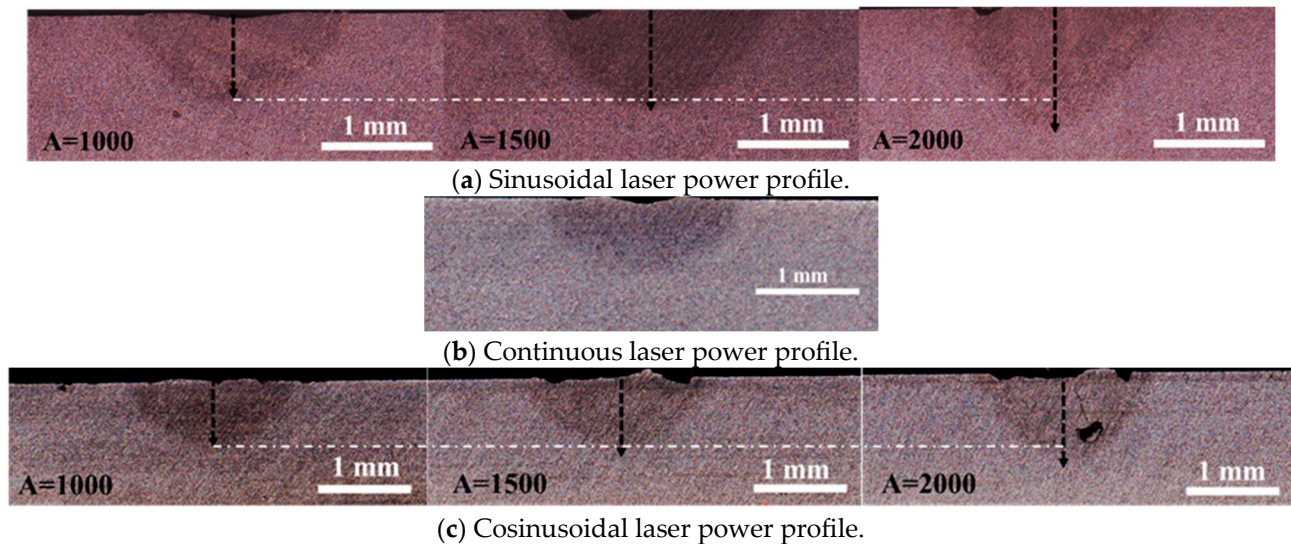 1 mm 1 mm 1 mm
A=1000 A=1500 A=2000
(a) Sinusoidal laser power profile.
1 mm
(b) Continuous laser power profile.
1 mm 1 mm 1 mm
A=1000 A=1500 A=2000
(c) Cosinusoidal laser power profile.